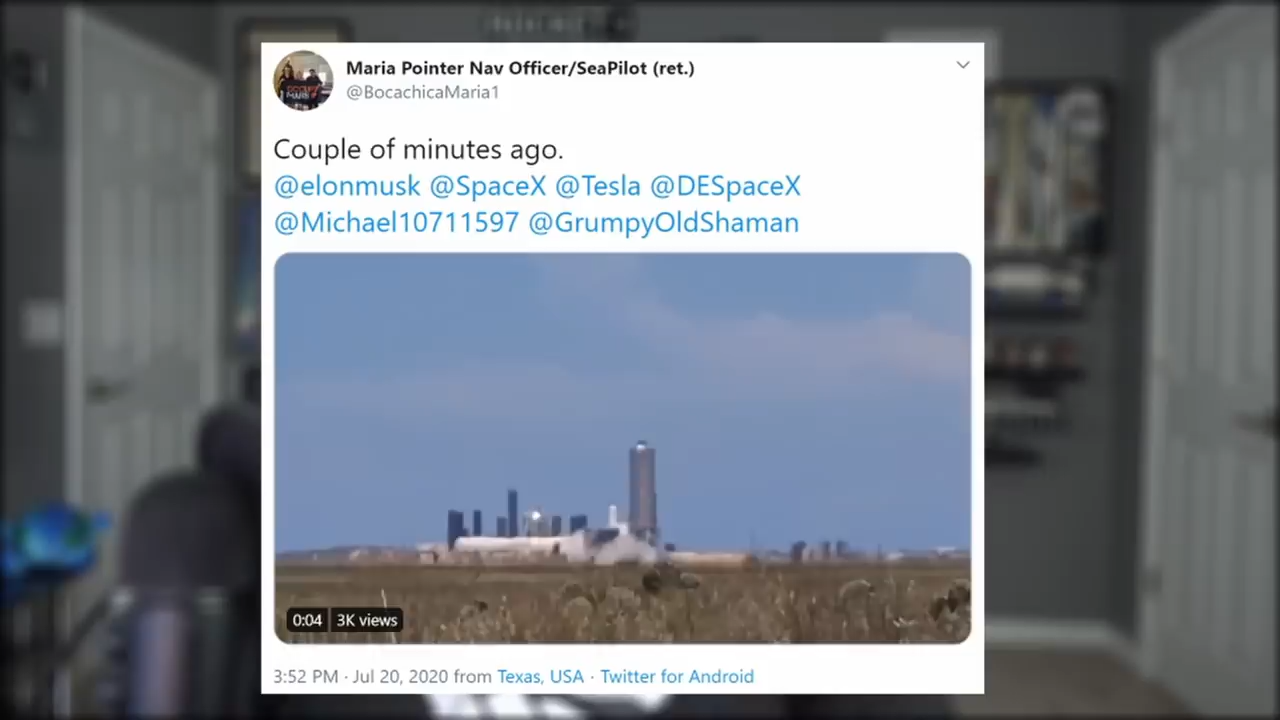 Maria Pointer Nav Officer/SeaPilot (ret.)
@BocachicaMaria1
Couple of minutes ago.
@elonmusk @SpaceX @Tesla @DESpaceX
@Michael10711597 @GrumpyOldShaman
0:04 3K views
3:52 PM · Jul 20, 2020 from Texas, USA · Twitter for Android